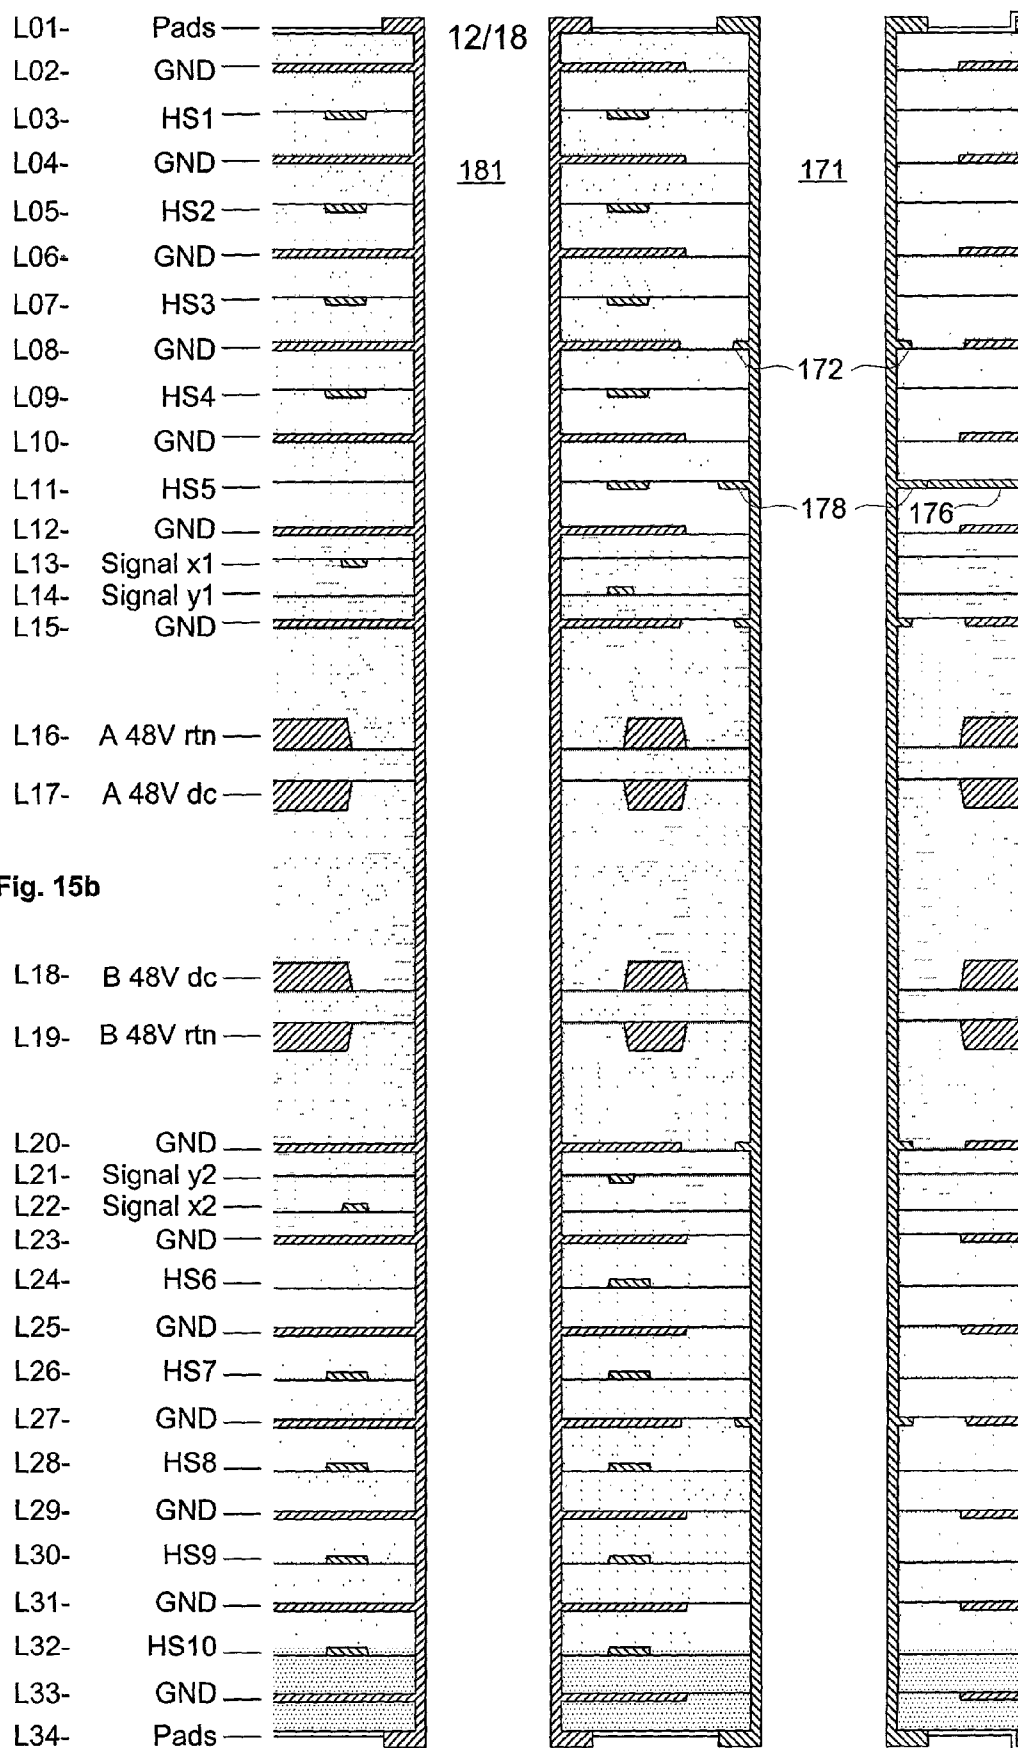 L01- Pads
12/18
L02- GND
L03- HS1
L04- GND
181
171
L05- HS2
L06- GND
L07- HS3
L08- GND
172
L09- HS4
L10- GND
L11- HS5
178
176
L12- GND
L13- Signal x1
L14- Signal y1
L15- GND
L16- A 48V rtn
L17- A 48V dc
Fig. 15b
L18- B 48V dc
L19- B 48V rtn
L20- GND
L21- Signal y2
L22- Signal x2
L23- GND
L24- HS6
L25- GND
L26- HS7
L27- GND
L28- HS8
L29- GND
L30- HS9
L31- GND
L32- HS10
L33- GND
L34- Pads